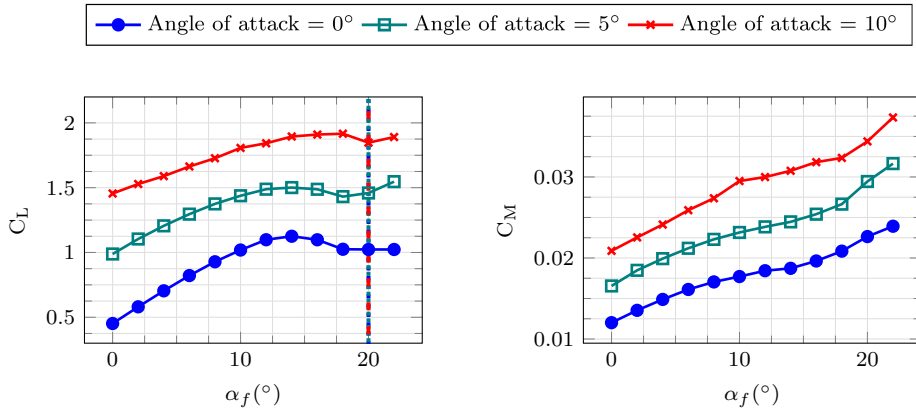 Angle of attack = 0° Angle of attack = 5° Angle of attack = 10°
2
1.5
1
0.5
C_L
0 10 20
α_f(°)
0.03
0.02
0.01
C_M
0 10 20
α_f(°)